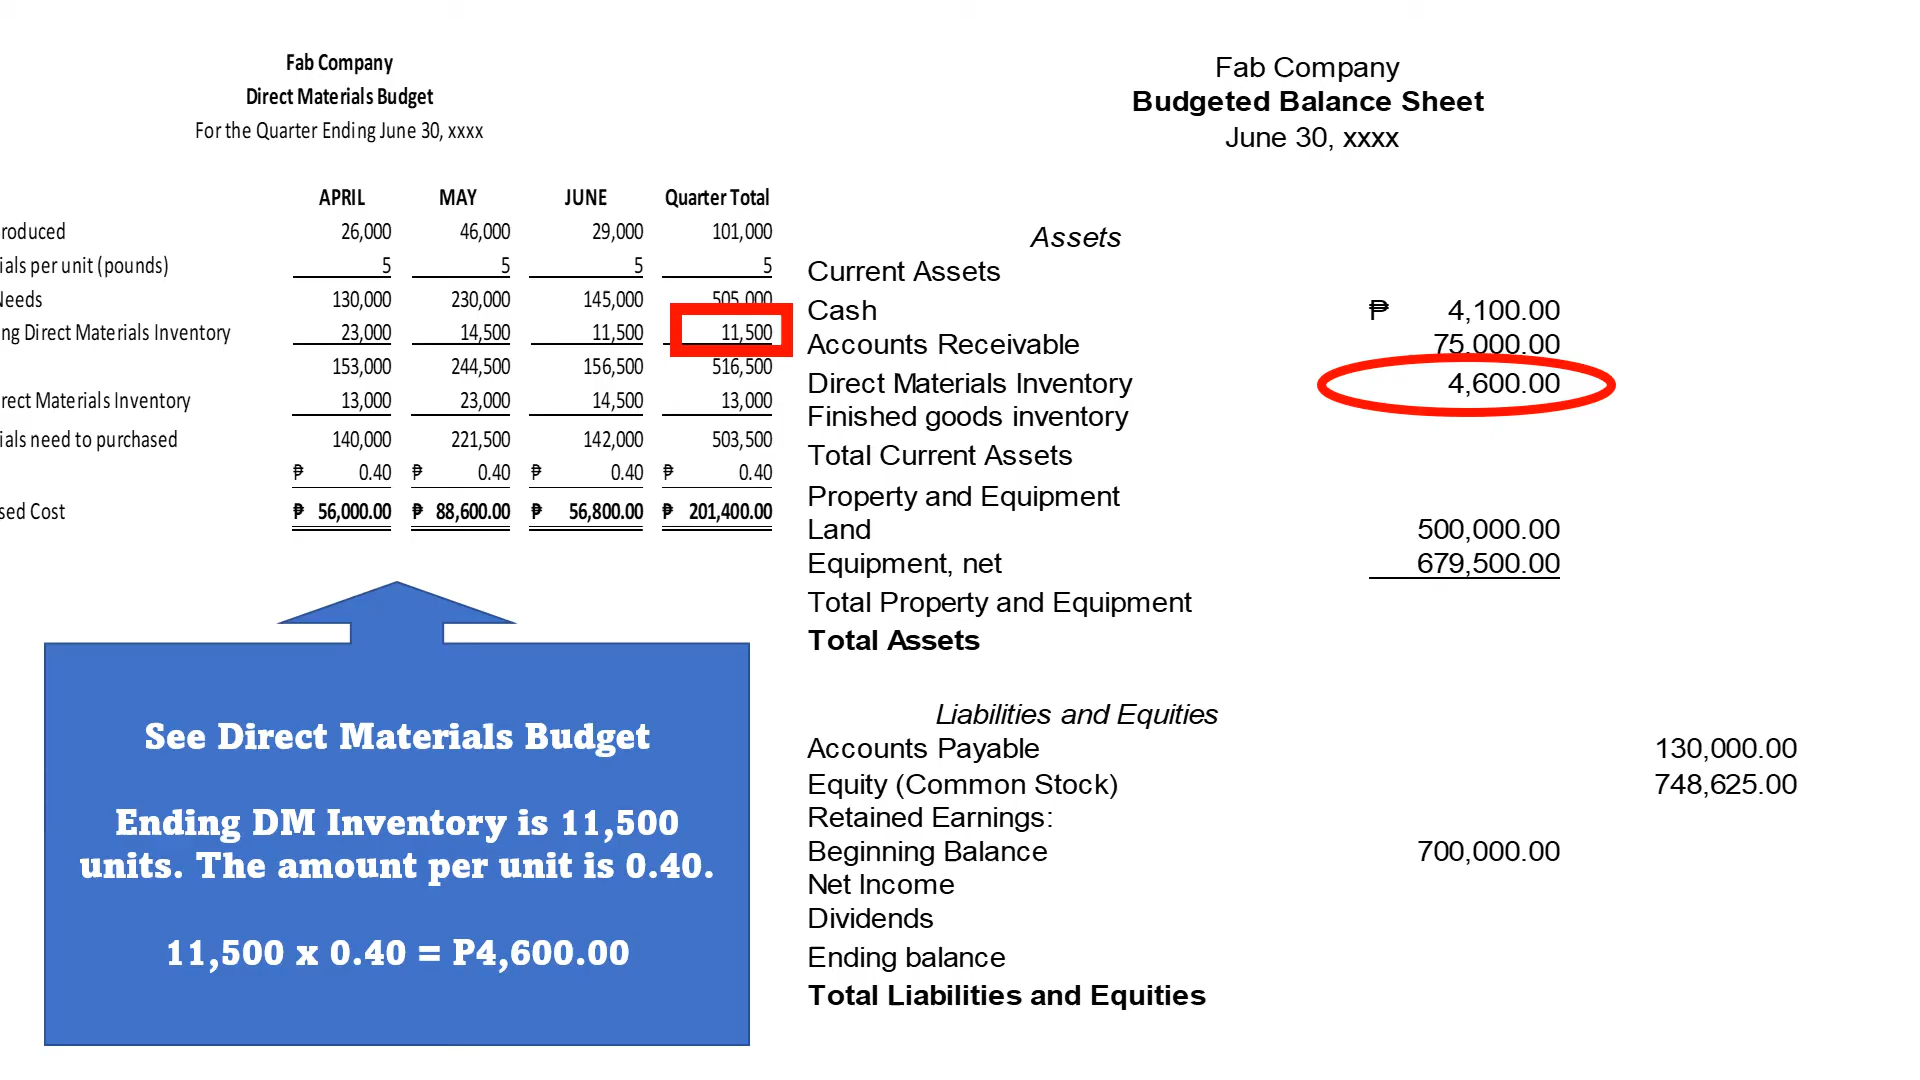 Fab Company
Direct Materials Budget
For the Quarter Ending June 30, xxxx
APRIL MAY JUNE Quarter Total
roduced 26,000 46,000 29,000 101,000
ials per unit (pounds) 5 5 5 5
Needs 130,000 230,000 145,000 505,000
ng Direct Materials Inventory 23,000 14,500 11,500 11,500
153,000 244,500 156,500 516,500
rect Materials Inventory 13,000 23,000 14,500 13,000
ials need to purchased 140,000 221,500 142,000 503,500
₱ 0.40 ₱ 0.40 ₱ 0.40 ₱ 0.40
sed Cost ₱ 56,000.00 ₱ 88,600.00 ₱ 56,800.00 ₱ 201,400.00
See Direct Materials Budget
Ending DM Inventory is 11,500
units. The amount per unit is 0.40.
11,500 x 0.40 = P4,600.00
Fab Company
Budgeted Balance Sheet
June 30, xxxx
Assets
Current Assets
Cash ₱ 4,100.00
Accounts Receivable 75,000.00
Direct Materials Inventory 4,600.00
Finished goods inventory
Total Current Assets
Property and Equipment
Land 500,000.00
Equipment, net 679,500.00
Total Property and Equipment
Total Assets
Liabilities and Equities
Accounts Payable 130,000.00
Equity (Common Stock) 748,625.00
Retained Earnings:
Beginning Balance 700,000.00
Net Income
Dividends
Ending balance
Total Liabilities and Equities